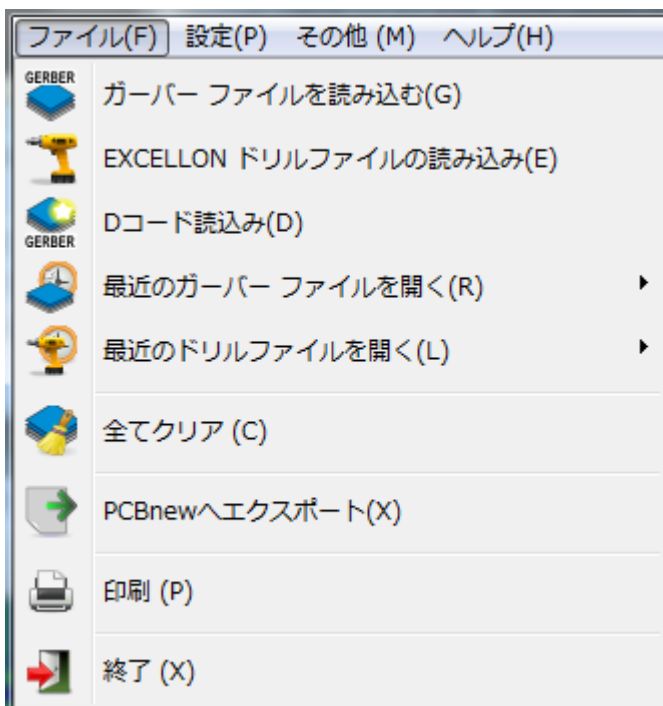 ファイル(F) 設定(P) その他 (M) ヘルプ(H)
GERBER
ガーバー ファイルを読み込む(G)
EXCELLON ドリルファイルの読み込み(E)
Dコード読込み(D)
GERBER
最近のガーバー ファイルを開く(R)
最近のドリルファイルを開く(L)
全てクリア (C)
PCBnewへエクスポート(X)
印刷 (P)
終了 (X)